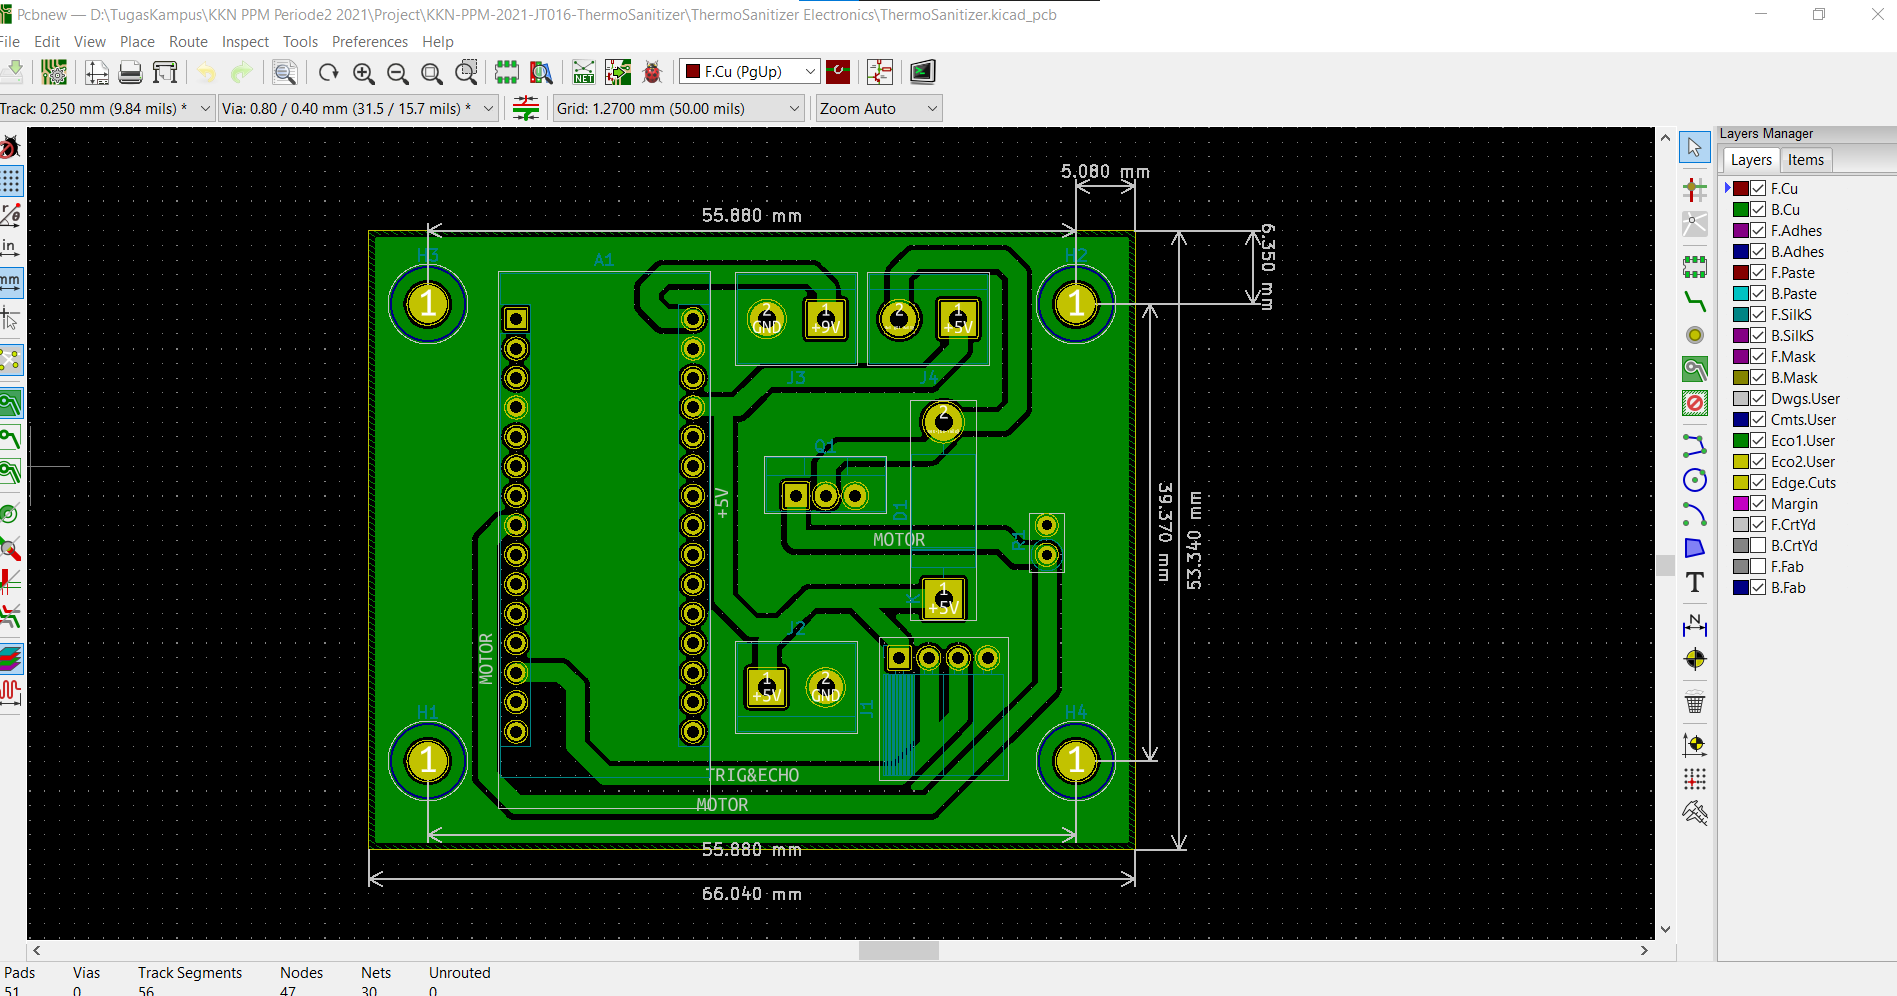 Pcbnew — D:\TugasKampus\KKN PPM Periode2 2021\Project\KKN-PPM-2021-JT016-ThermoSanitizer\ThermoSanitizer Electronics\ThermoSanitizer.kicad_pcb
File Edit View Place Route Inspect Tools Preferences Help
NET
F.Cu (PgUp)
Track: 0.250 mm (9.84 mils) *
Via: 0.80 / 0.40 mm (31.5 / 15.7 mils) *
Grid: 1.2700 mm (50.00 mils)
Zoom Auto
in
mm
5.080 mm
55.880 mm
6.350 mm
H3
A1
H2
1
2
GND
1
+9V
2
1
+5V
1
J3
J4
2
Q1
+5V
D1
MOTOR
R1
39.370 mm
53.340 mm
K
1
+5V
J2
MOTOR
1
+5V
2
GND
J1
H1
H4
1
1
TRIG&ECHO
MOTOR
55.880 mm
66.040 mm
Layers Manager
Layers Items
F.Cu
B.Cu
F.Adhes
B.Adhes
F.Paste
B.Paste
F.SilkS
B.SilkS
F.Mask
B.Mask
Dwgs.User
Cmts.User
Eco1.User
Eco2.User
Edge.Cuts
Margin
F.CrtYd
B.CrtYd
F.Fab
B.Fab
T
N
Pads Vias Track Segments Nodes Nets Unrouted
51 0 56 47 30 0